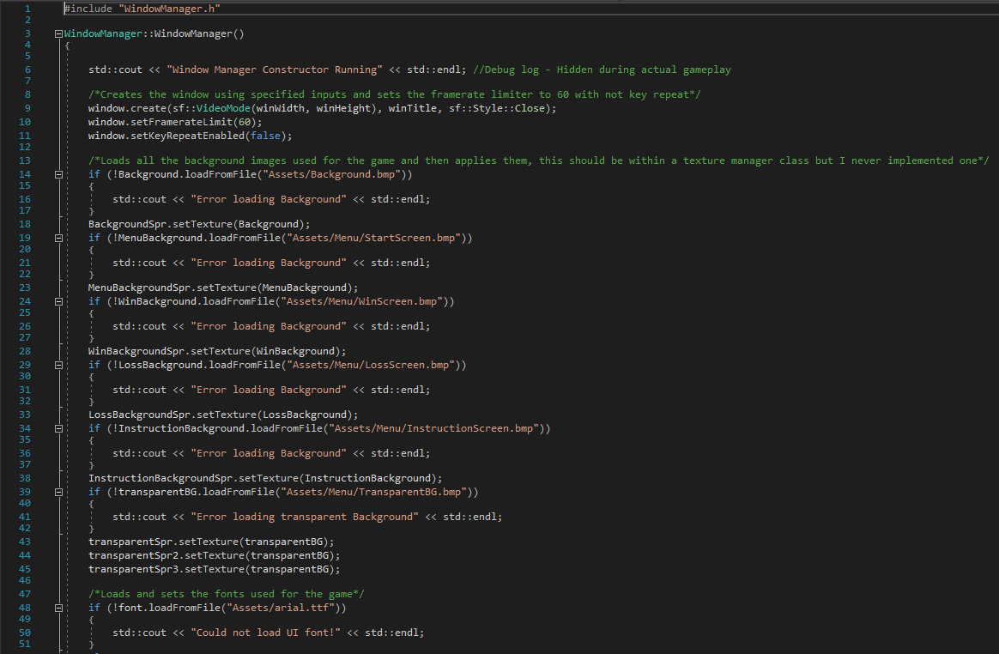 1 #include "WindowManager.h"
2
3 WindowManager::WindowManager()
4 {
5
6 std::cout << "Window Manager Constructor Running" << std::endl; //Debug log - Hidden during actual gameplay
7
8 /*Creates the window using specified inputs and sets the framerate limiter to 60 with not key repeat*/
9 window.create(sf::VideoMode(winWidth, winHeight), winTitle, sf::Style::Close);
10 window.setFramerateLimit(60);
11 window.setKeyRepeatEnabled(false);
12
13 /*Loads all the background images used for the game and then applies them, this should be within a texture manager class but I never implemented one*/
14 if (!Background.loadFromFile("Assets/Background.bmp"))
15 {
16 std::cout << "Error loading Background" << std::endl;
17 }
18 BackgroundSpr.setTexture(Background);
19 if (!MenuBackground.loadFromFile("Assets/Menu/StartScreen.bmp"))
20 {
21 std::cout << "Error loading Background" << std::endl;
22 }
23 MenuBackgroundSpr.setTexture(MenuBackground);
24 if (!WinBackground.loadFromFile("Assets/Menu/WinScreen.bmp"))
25 {
26 std::cout << "Error loading Background" << std::endl;
27 }
28 WinBackgroundSpr.setTexture(WinBackground);
29 if (!LossBackground.loadFromFile("Assets/Menu/LossScreen.bmp"))
30 {
31 std::cout << "Error loading Background" << std::endl;
32 }
33 LossBackgroundSpr.setTexture(LossBackground);
34 if (!InstructionBackground.loadFromFile("Assets/Menu/InstructionScreen.bmp"))
35 {
36 std::cout << "Error loading Background" << std::endl;
37 }
38 InstructionBackgroundSpr.setTexture(InstructionBackground);
39 if (!transparentBG.loadFromFile("Assets/Menu/TransparentBG.bmp"))
40 {
41 std::cout << "Error loading transparent Background" << std::endl;
42 }
43 transparentSpr.setTexture(transparentBG);
44 transparentSpr2.setTexture(transparentBG);
45 transparentSpr3.setTexture(transparentBG);
46
47 /*Loads and sets the fonts used for the game*/
48 if (!font.loadFromFile("Assets/arial.ttf"))
49 {
50 std::cout << "Could not load UI font!" << std::endl;
51 }